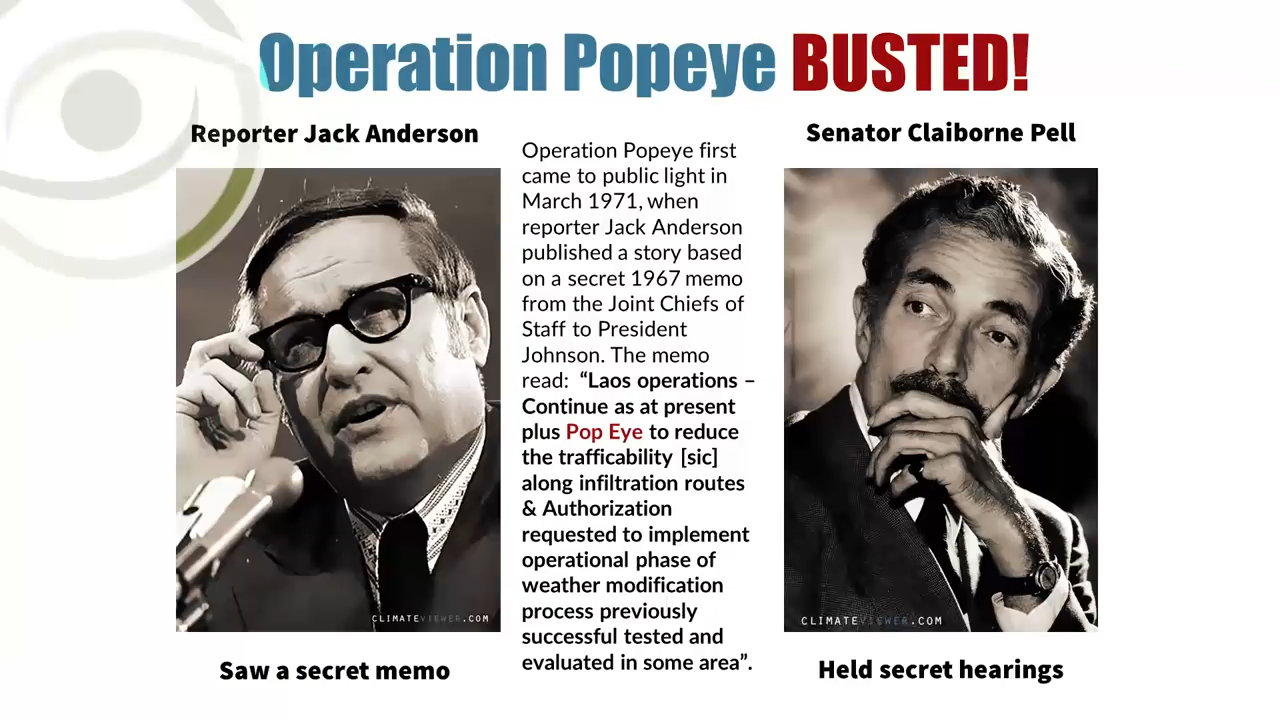 Operation Popeye BUSTED!
Reporter Jack Anderson
CLIMATEVIEWER.COM
Saw a secret memo
Operation Popeye first
came to public light in
March 1971, when
reporter Jack Anderson
published a story based
on a secret 1967 memo
from the Joint Chiefs of
Staff to President
Johnson. The memo
read: “Laos operations –
Continue as at present
plus Pop Eye to reduce
the trafficability [sic]
along infiltration routes
& Authorization
requested to implement
operational phase of
weather modification
process previously
successful tested and
evaluated in some area”.
Senator Claiborne Pell
CLIMATEVIEWER.COM
Held secret hearings